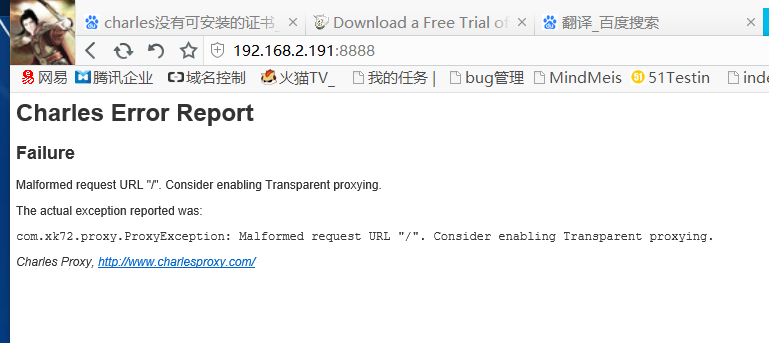 charles没有可安装的证书_
Download a Free Trial of
翻译_百度搜索
192.168.2.191:8888
网易 腾讯企业 域名控制 火猫TV_ 我的任务 | bug管理 MindMeis 51Testin inde
Charles Error Report
Failure
Malformed request URL "/". Consider enabling Transparent proxying.
The actual exception reported was:
com.xk72.proxy.ProxyException: Malformed request URL "/". Consider enabling Transparent proxying.
Charles Proxy, http://www.charlesproxy.com/